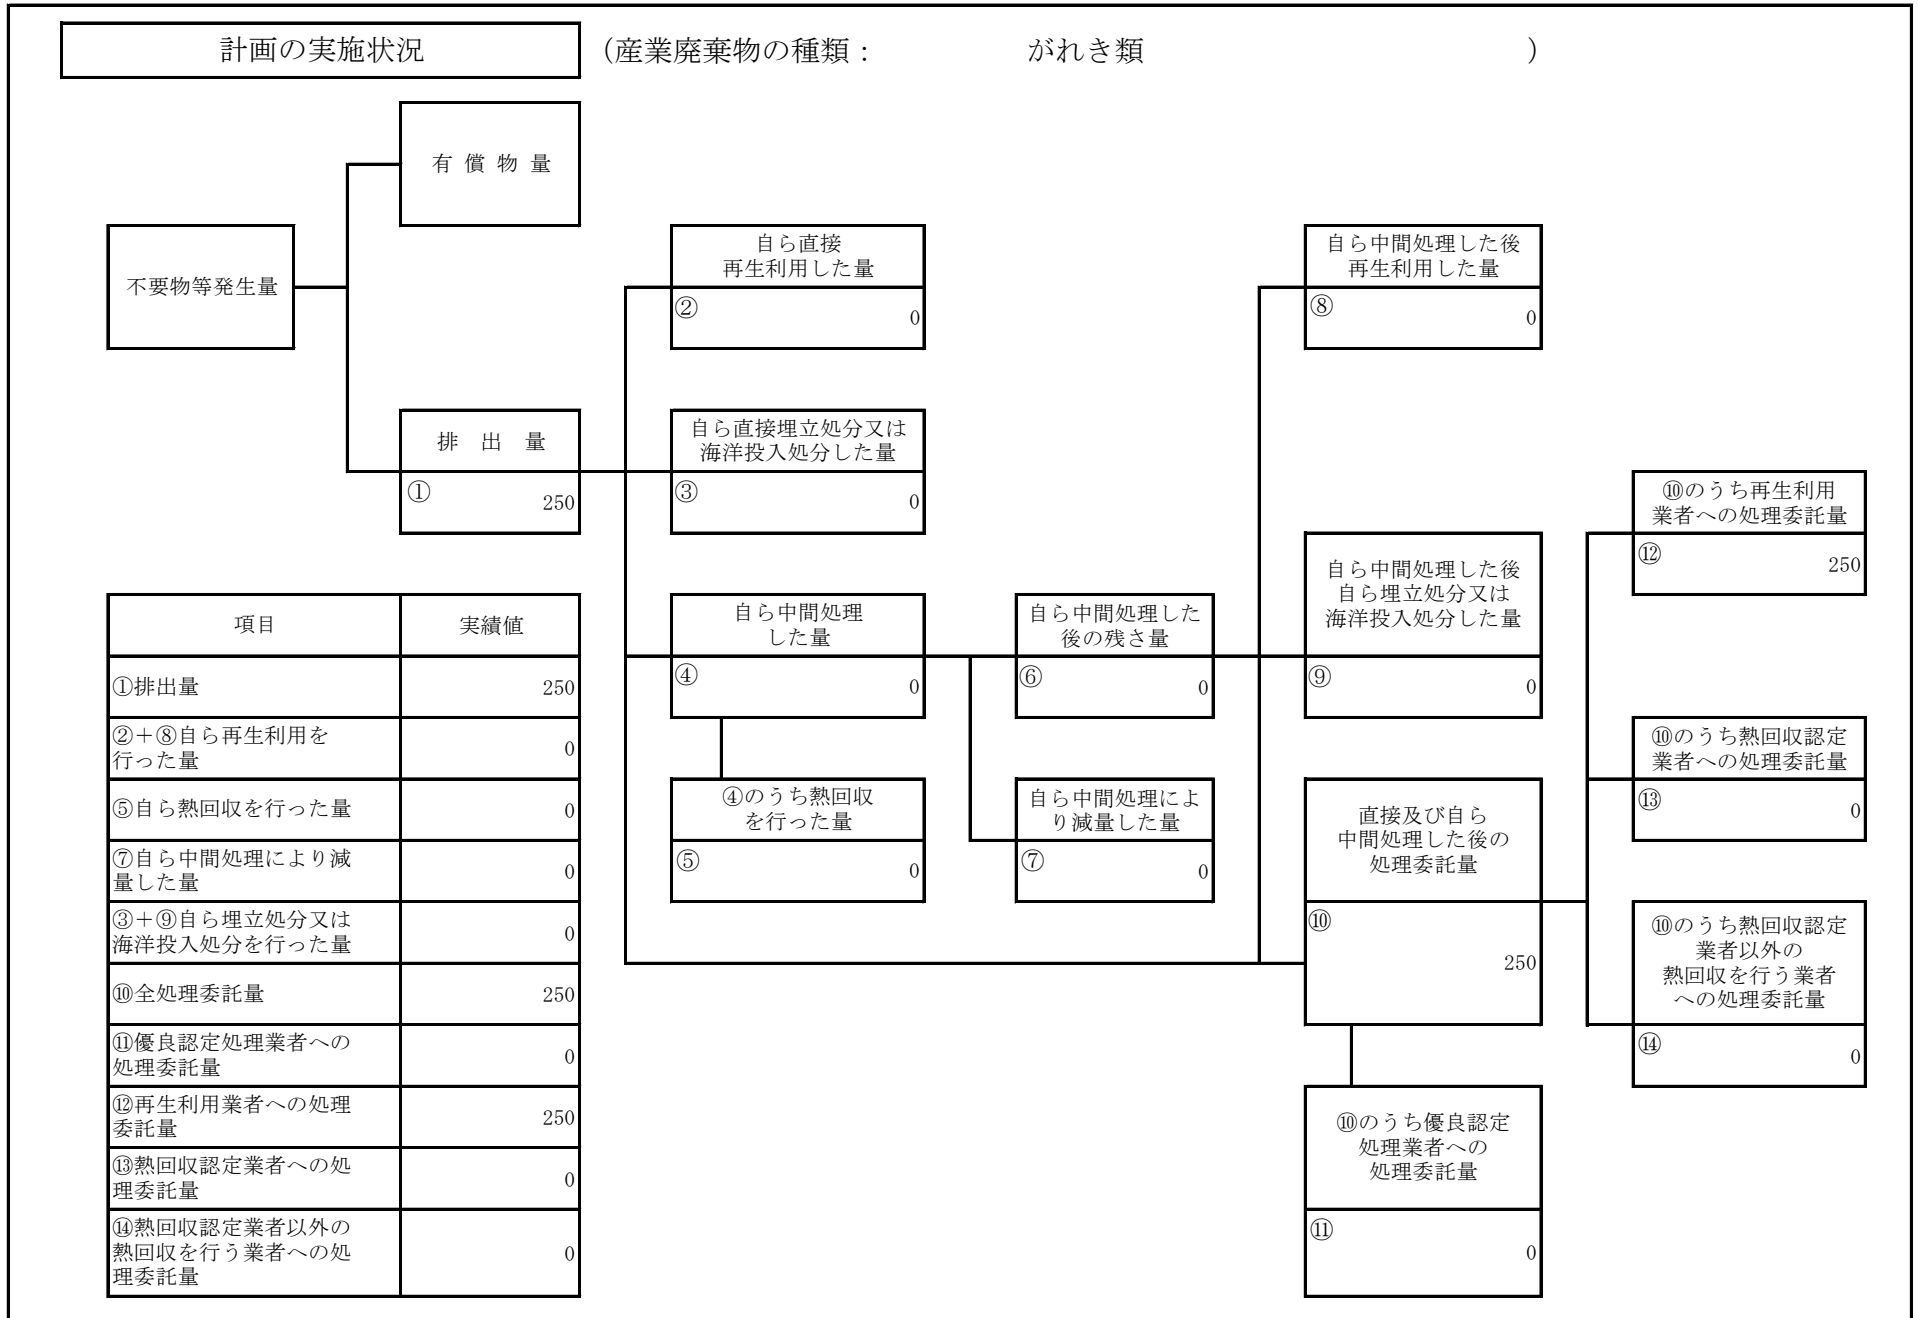 計画の実施状況
(産業廃棄物の種類： がれき類 )
有 償 物 量
不要物等発生量
自ら直接
再生利用した量
②
0
自ら中間処理した後
再生利用した量
⑧
0
排 出 量
①
250
自ら直接埋立処分又は
海洋投入処分した量
③
0
⑩のうち再生利用
業者への処理委託量
⑫
250
自ら中間処理した後
自ら埋立処分又は
海洋投入処分した量
⑨
0
自ら中間処理
した量
④
0
自ら中間処理した
後の残さ量
⑥
0
⑩のうち熱回収認定
業者への処理委託量
⑬
0
④のうち熱回収
を行った量
⑤
0
自ら中間処理によ
り減量した量
⑦
0
直接及び自ら
中間処理した後の
処理委託量
⑩
250
⑩のうち熱回収認定
業者以外の
熱回収を行う業者
への処理委託量
⑭
0
⑩のうち優良認定
処理業者への
処理委託量
⑪
0
項目 実績値
①排出量 250
②＋⑧自ら再生利用を
行った量 0
⑤自ら熱回収を行った量 0
⑦自ら中間処理により減
量した量 0
③＋⑨自ら埋立処分又は
海洋投入処分を行った量 0
⑩全処理委託量 250
⑪優良認定処理業者への
処理委託量 0
⑫再生利用業者への処理
委託量 250
⑬熱回収認定業者への処
理委託量 0
⑭熱回収認定業者以外の
熱回収を行う業者への処
理委託量 0